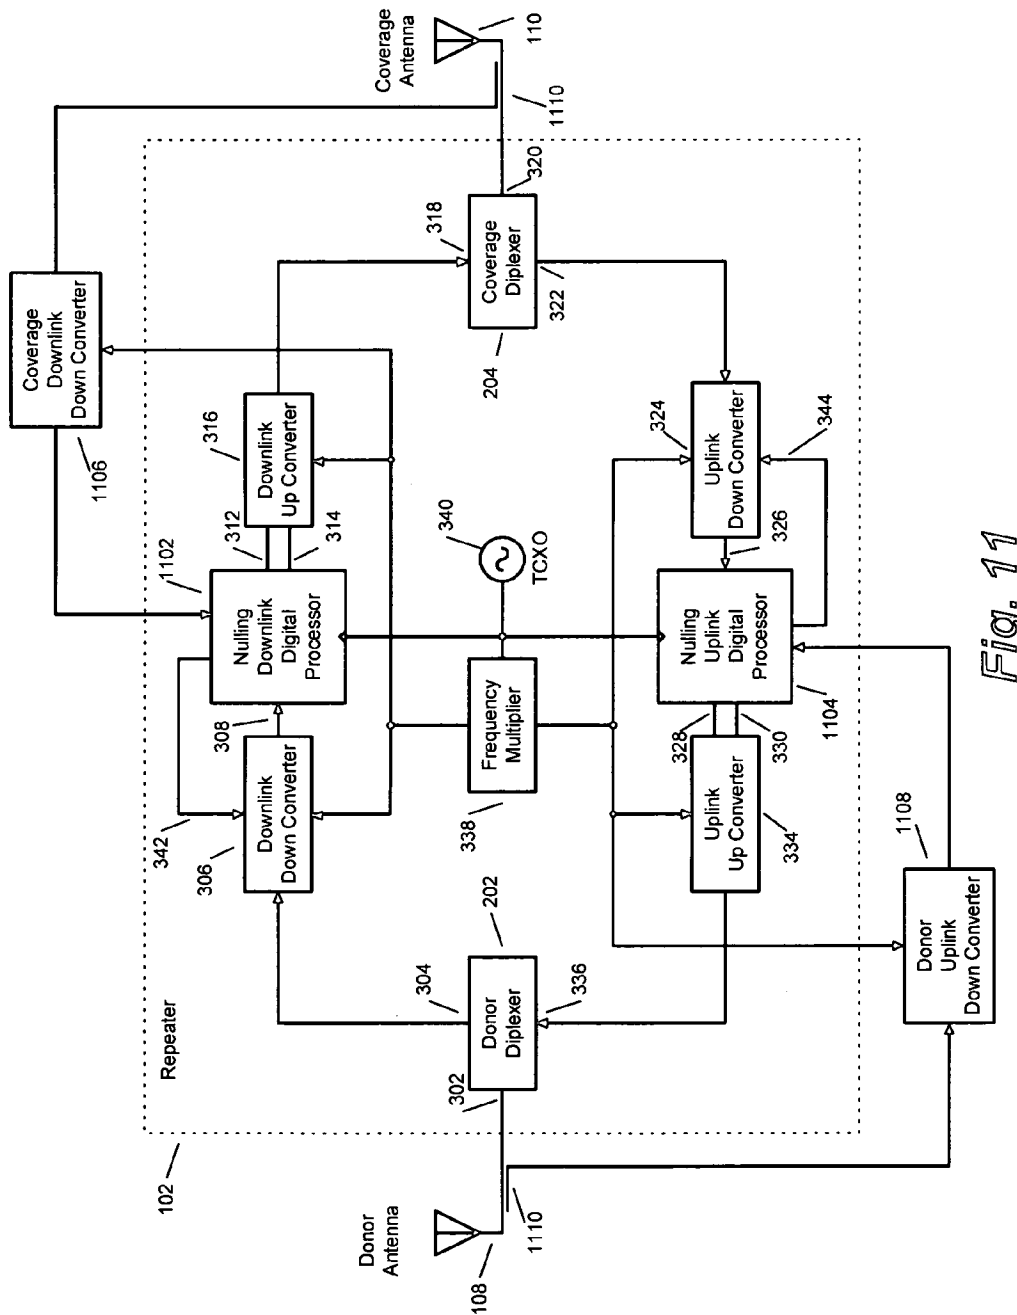 Donor
Antenna
108
1110
102
Repeater
302
Donor
Diplexer
202
304
336
306
342
Downlink
Down Converter
308
Nulling
Downlink
Digital
Processor
1102
312
314
Downlink
Up Converter
316
Coverage
Downlink
Down Converter
1106
338
Frequency
Multiplier
340
TCXO
318
Coverage
Diplexer
204
320
322
Coverage
Antenna
110
1110
334
Uplink
Up Converter
328
330
Nulling
Uplink
Digital
Processor
1104
326
Uplink
Down Converter
324
344
Donor
Uplink
Down Converter
1108
Fig. 11